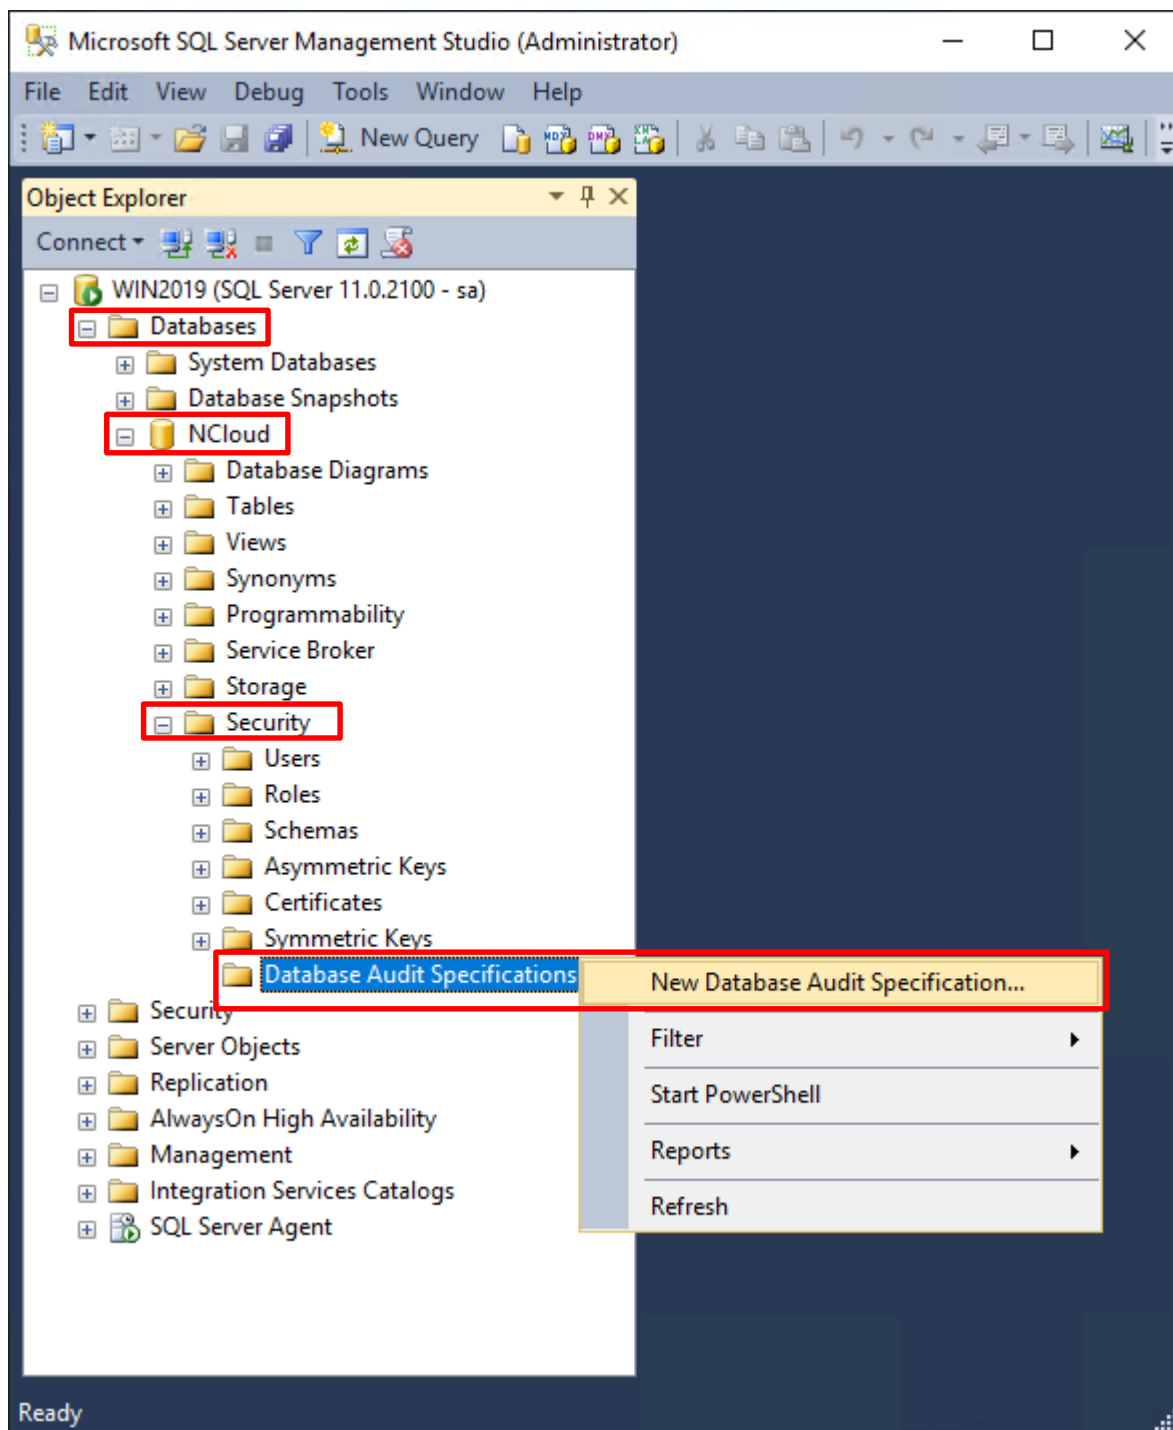 Microsoft SQL Server Management Studio (Administrator)
File Edit View Debug Tools Window Help
New Query
Object Explorer
Connect
WIN2019 (SQL Server 11.0.2100 - sa)
Databases
System Databases
Database Snapshots
NCloud
Database Diagrams
Tables
Views
Synonyms
Programmability
Service Broker
Storage
Security
Users
Roles
Schemas
Asymmetric Keys
Certificates
Symmetric Keys
Database Audit Specifications
New Database Audit Specification...
Security
Filter
Server Objects
Replication
Start PowerShell
AlwaysOn High Availability
Management
Reports
Integration Services Catalogs
Refresh
SQL Server Agent
Ready